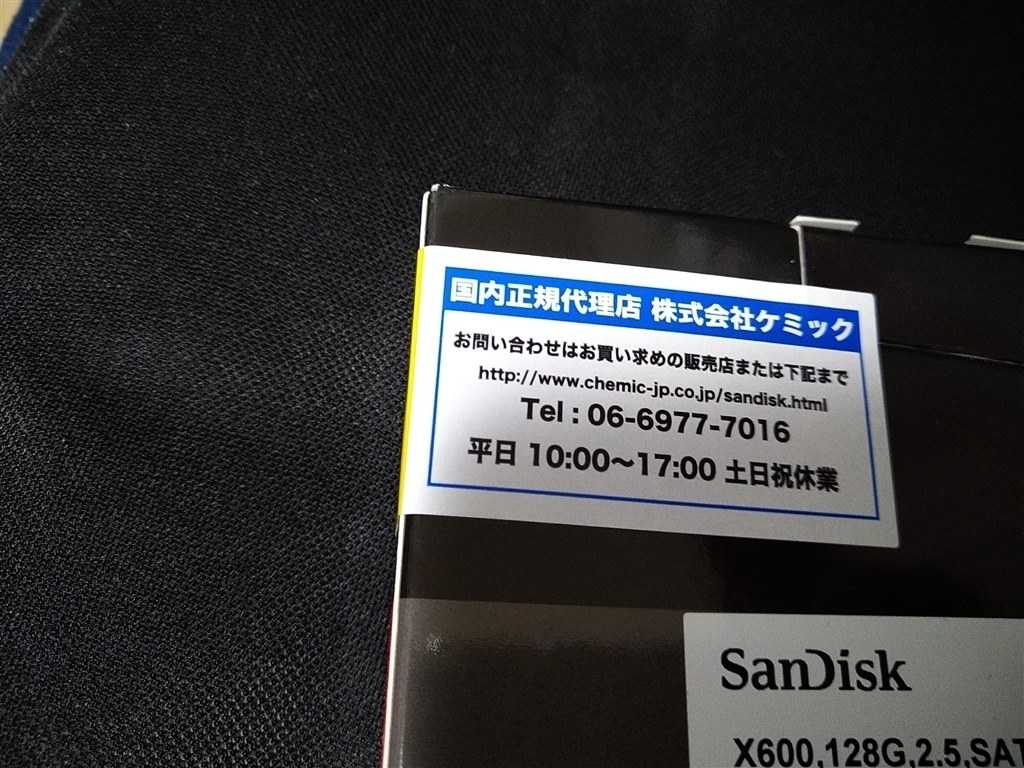 国内正規代理店 株式会社ケミック
お問い合わせはお買い求めの販売店または下記まで
http://www.chemic-jp.co.jp/sandisk.html
Tel : 06-6977-7016
平日 10:00～17:00 土日祝休業
SanDisk
X600,128G,2.5,SAT